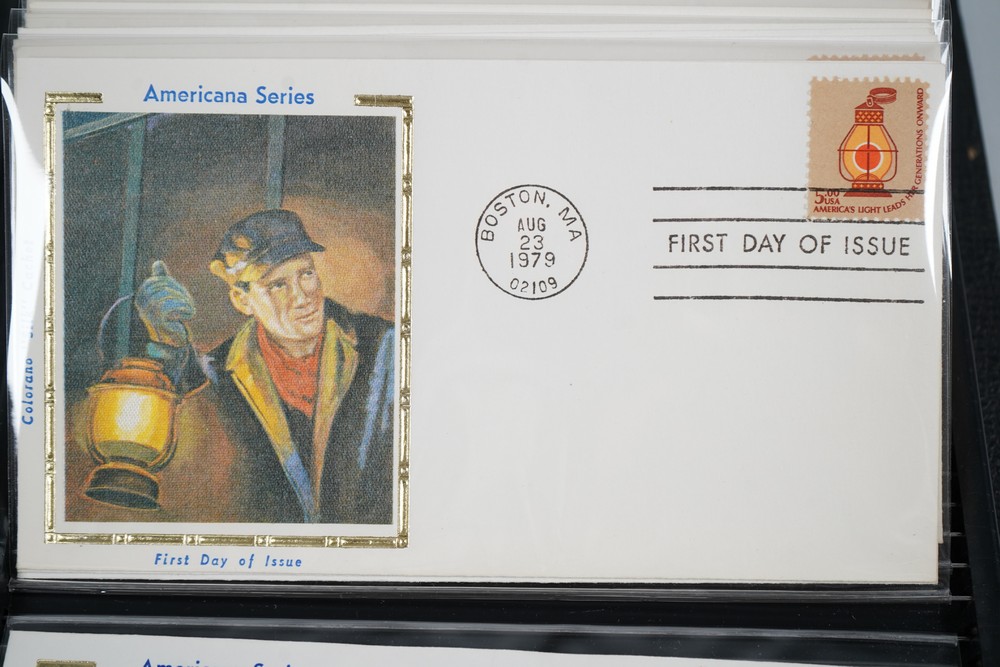 Americana Series
Colorano
First Day of Issue
BOSTON, MA
AUG
23
1979
02109
FIRST DAY OF ISSUE
5.00
USA
AMERICA'S LIGHT LEADS HER GENERATIONS ONWARD